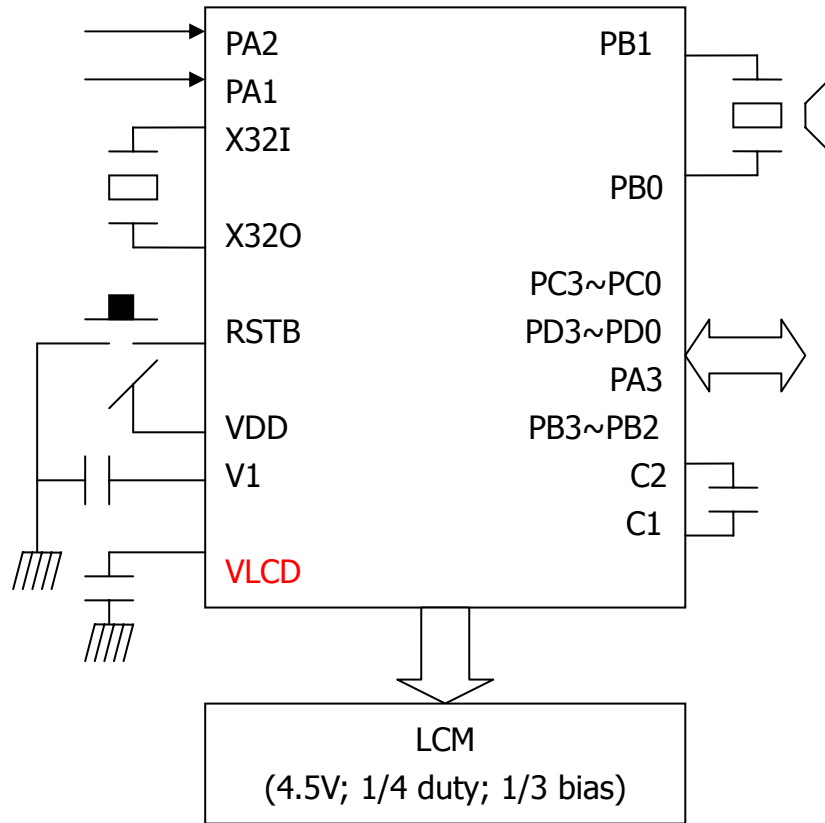 PA2
PA1
X32I
X32O
RSTB
VDD
V1
VLCD
PB1
PB0
PC3~PC0
PD3~PD0
PA3
PB3~PB2
C2
C1
LCM
(4.5V; 1/4 duty; 1/3 bias)